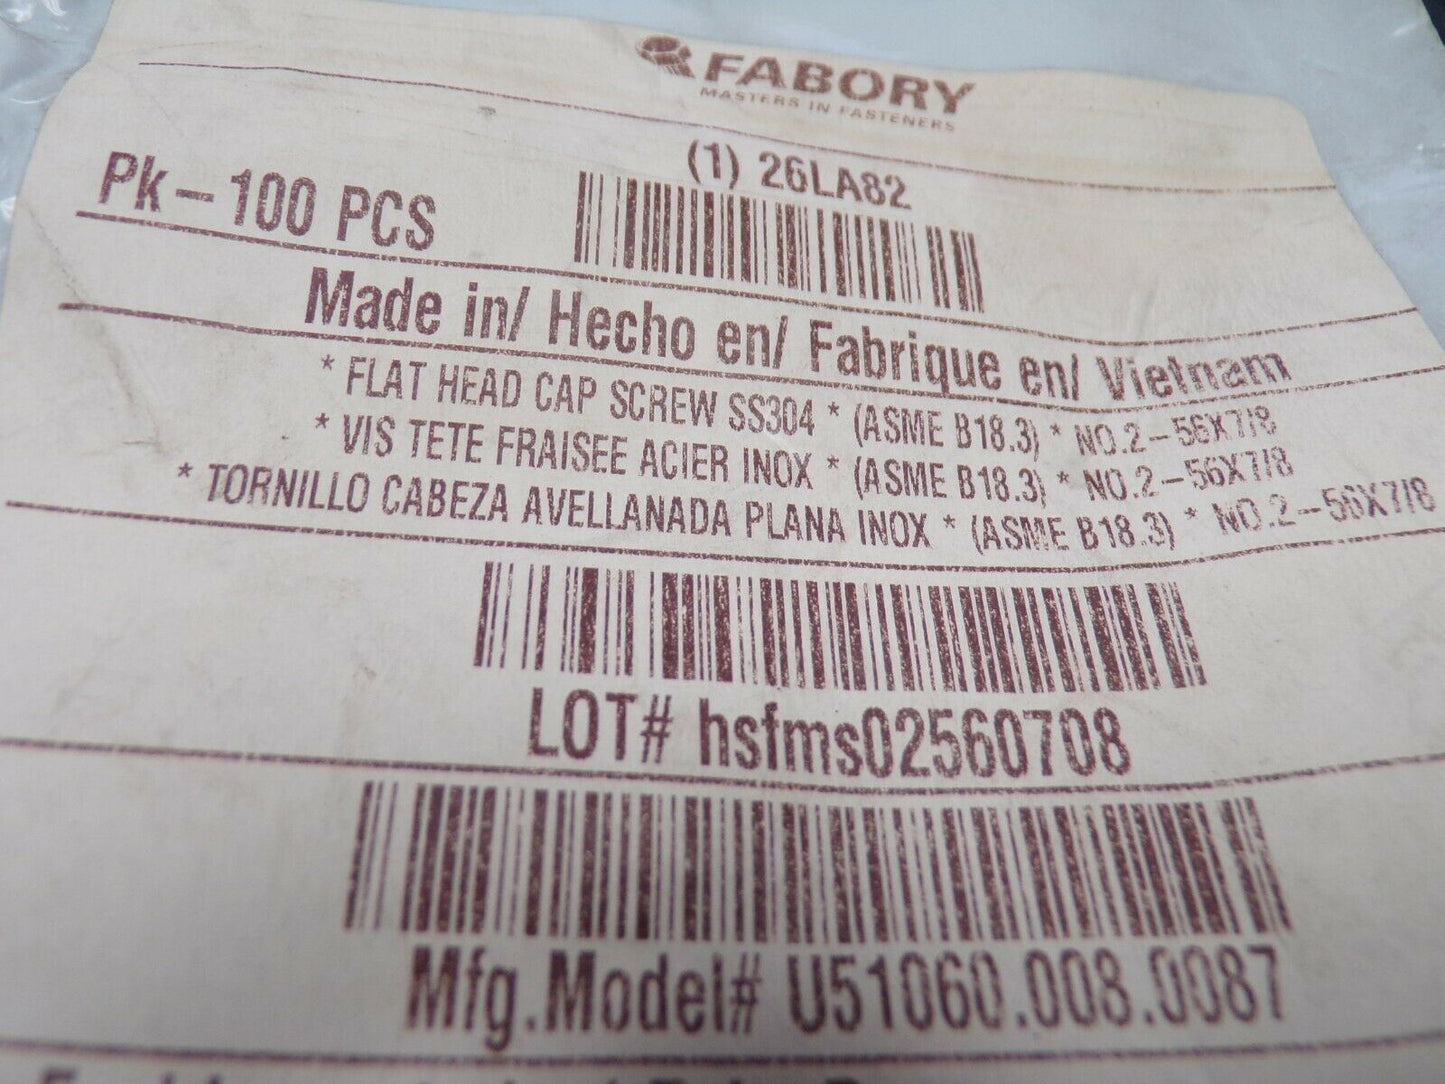 FABORY
MASTERS IN FASTENERS
(1) 26LA82
Pk - 100 PCS
Made in/ Hecho en/ Fabrique en/ Vietnam
* FLAT HEAD CAP SCREW SS304 * (ASME B18.3) * NO.2-56X7/8
* VIS TETE FRAISEE ACIER INOX * (ASME B18.3) * NO.2-56X7/8
* TORNILLO CABEZA AVELLANADA PLANA INOX * (ASME B18.3) * NO.2-56X7/8
LOT# hsfms02560708
Mfg.Model# U51060.008.0087